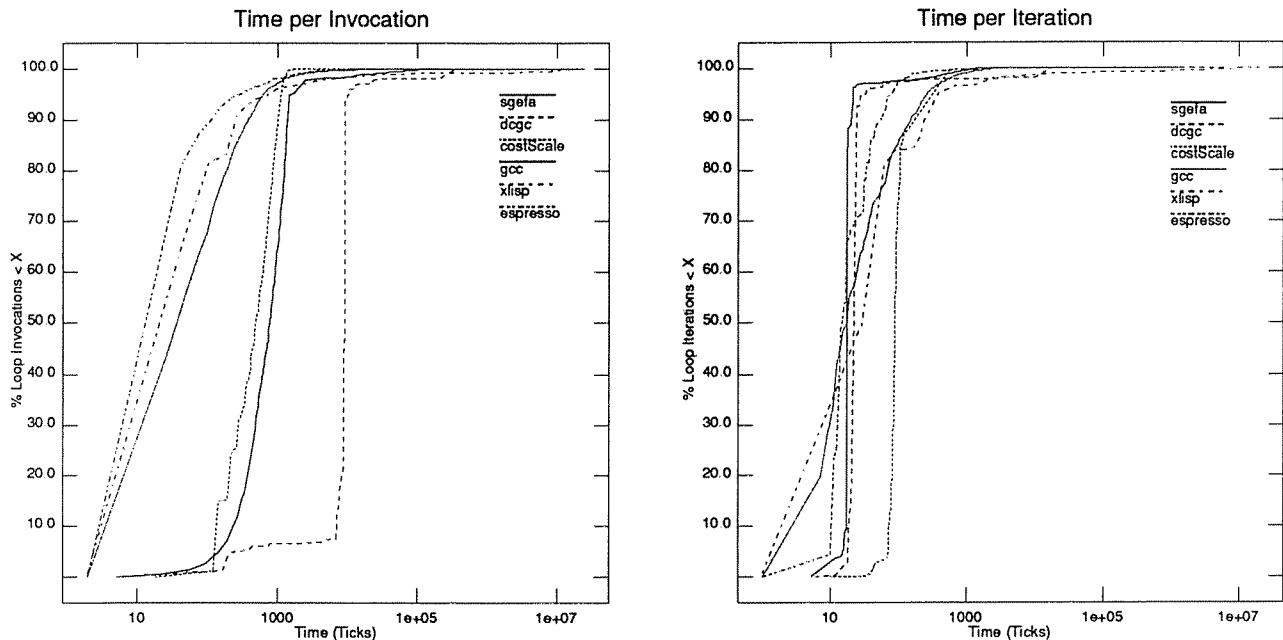 Time per Invocation
% Loop Invocations < X
100.0
90.0
80.0
70.0
60.0
50.0
40.0
30.0
20.0
10.0
sgefa
dcgc
costScale
gcc
xlisp
espresso
10
1000
1e+05
1e+07
Time (Ticks)
Time per Iteration
% Loop Iterations < X
100.0
90.0
80.0
70.0
60.0
50.0
40.0
30.0
20.0
10.0
sgefa
dcgc
costScale
gcc
xlisp
espresso
10
1000
1e+05
1e+07
Time (Ticks)